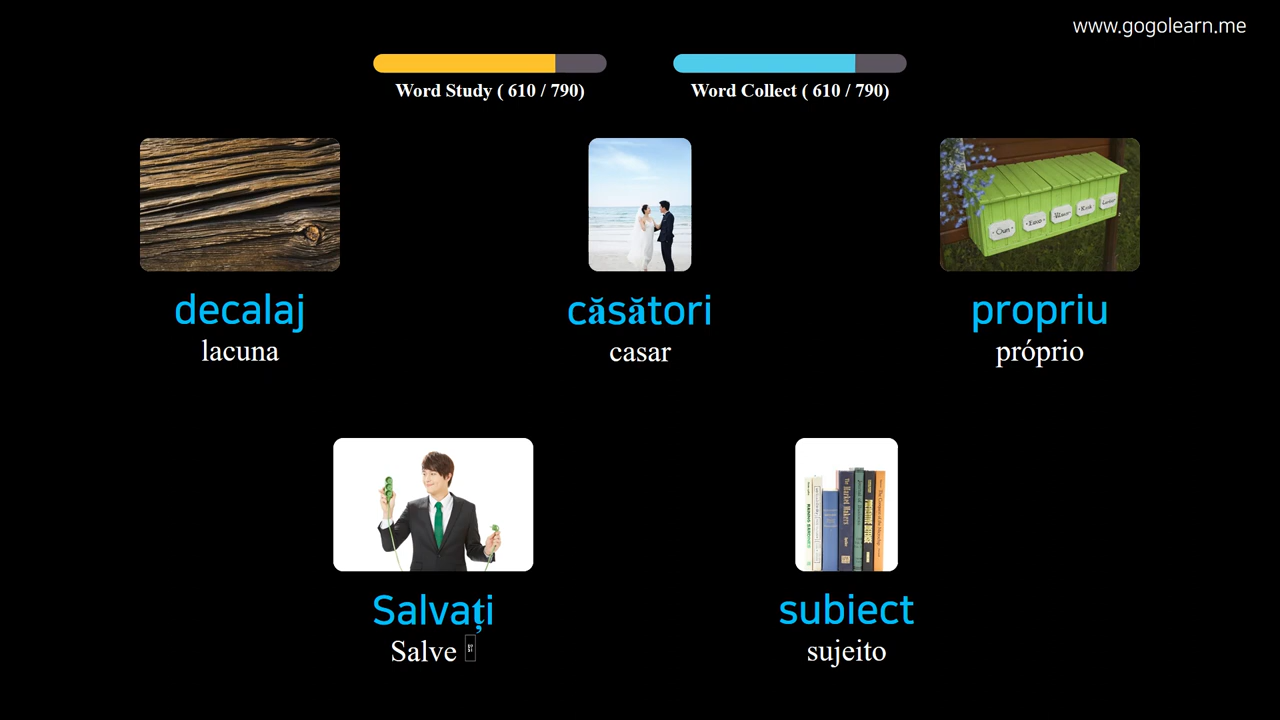 www.gogolearn.me
Word Study ( 610 / 790)
Word Collect ( 610 / 790)
decalaj
lacuna
căsători
casar
propriu
próprio
Salvați
Salve
subiect
sujeito